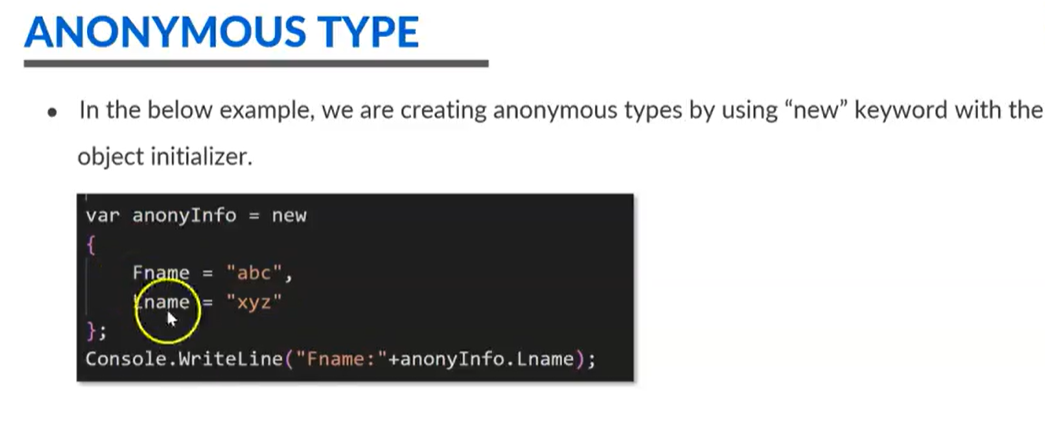 ANONYMOUS TYPE
• In the below example, we are creating anonymous types by using “new” keyword with the
object initializer.
var anonyInfo = new
{
Fname = "abc",
Lname = "xyz"
};
Console.WriteLine("Fname:"+anonyInfo.Lname);